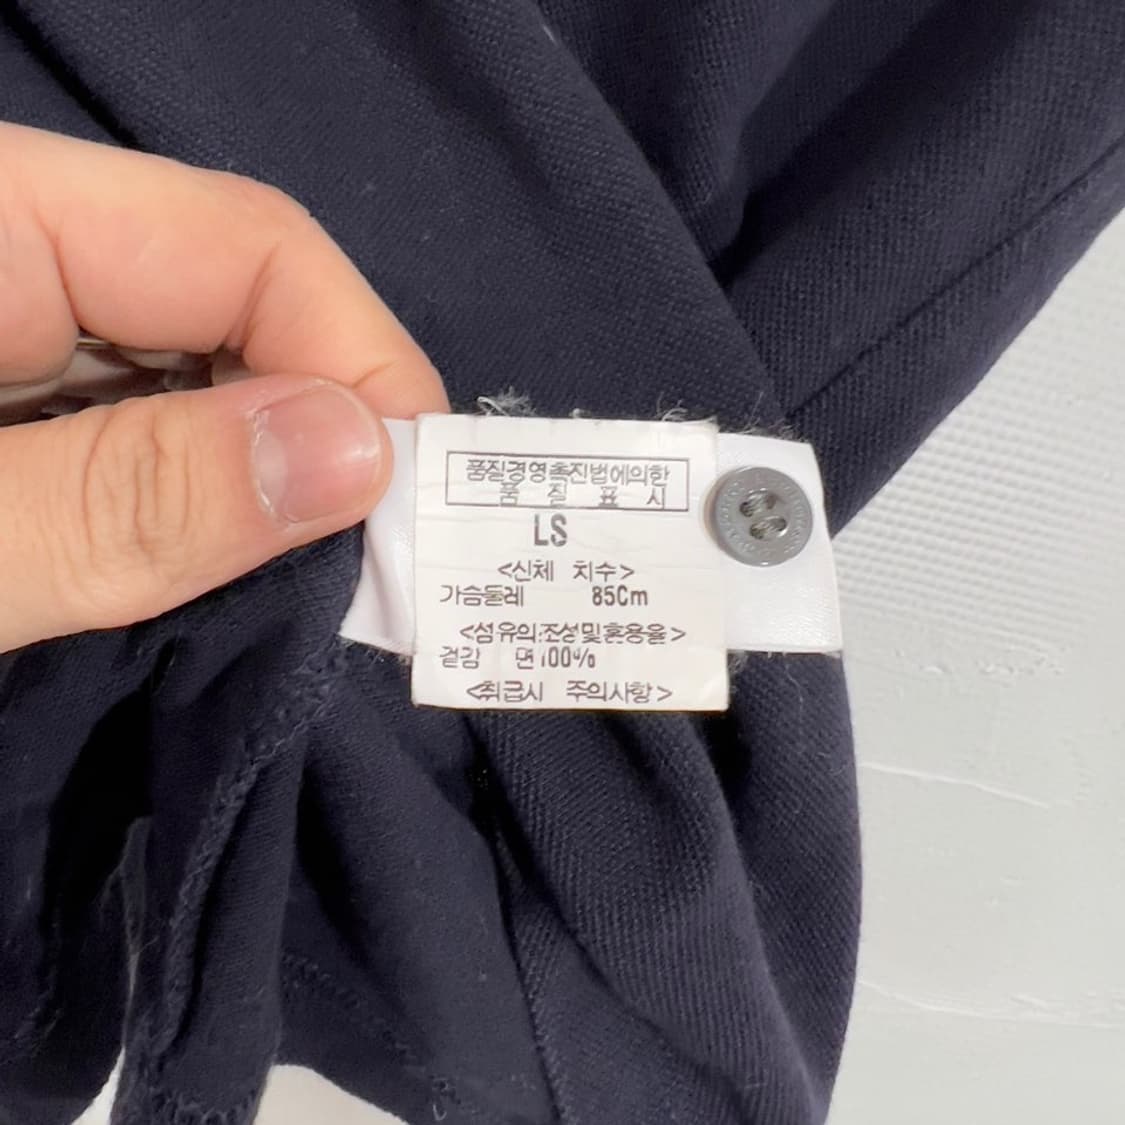 품질경영촉진법에의한
품 질 표 시
LS
<신체 치수>
가슴둘레 85Cm
<섬유의조성및혼용율>
겉감 면100%
<취급시 주의사항>